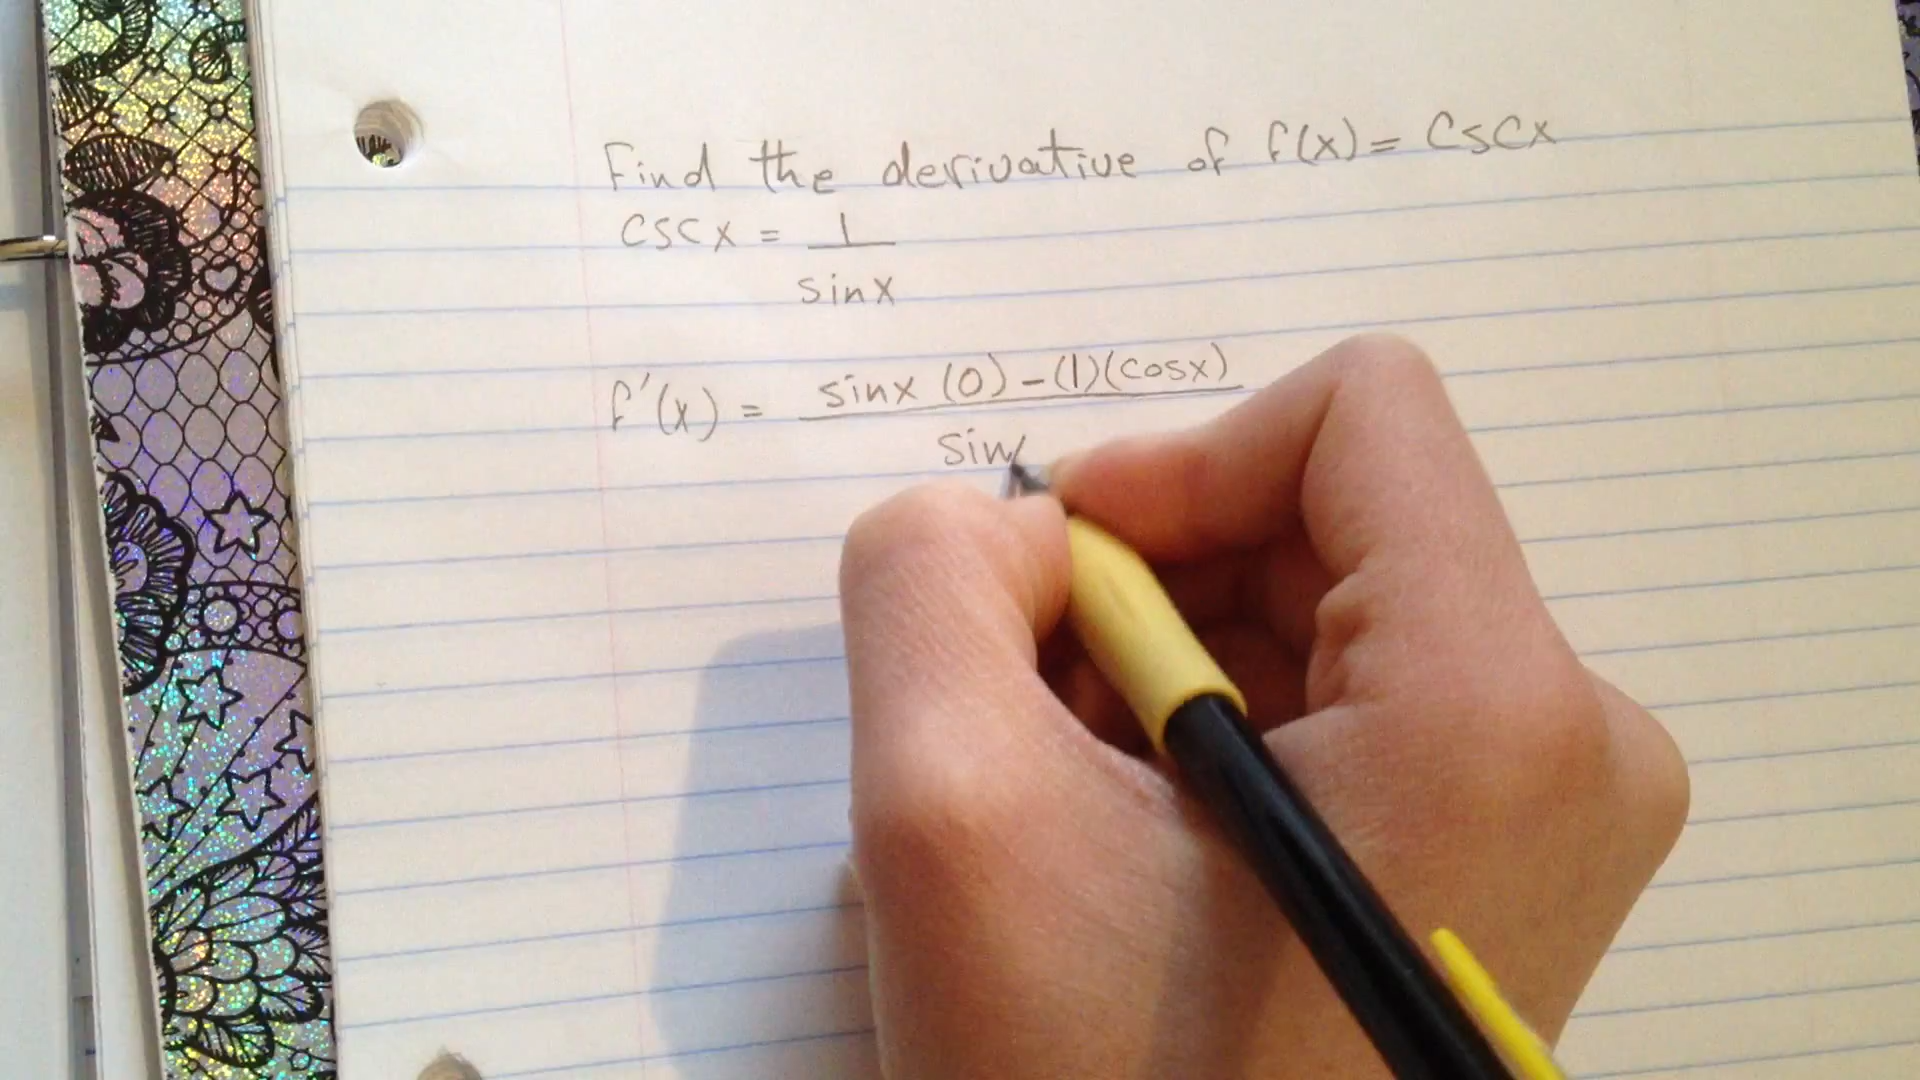 Find the derivative of f(x) = cscx
cscx = 1
sinx
f'(x) = sinx (0) - (1)(cosx)
sin